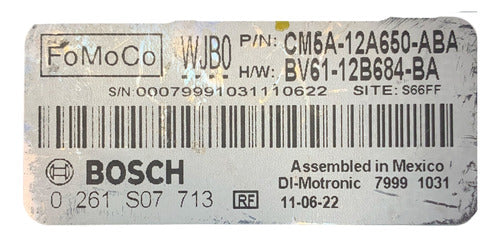 FoMoCo WJB0 P/N: CM5A-12A650-ABA
H/W: BV61-12B684-BA
S/N:00079991031110622 SITE: S66FF
BOSCH Assembled in Mexico
DI-Motronic 7999 1031
0 261 S07 713 RF 11-06-22